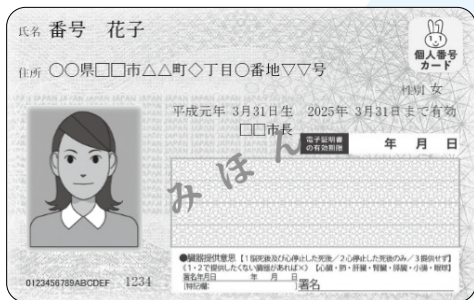 氏名 番号 花子
個人番号
カード
住所 ○○県□□市△△町◇丁目○番地▽▽号
性別 女
平成元年 3月31日生 2025年 3月31日まで有効
□□市長
電子証明書
の有効期限
年 月 日
みほん
●臓器提供意思【1脳死後及び心停止した死後／2心停止した死後のみ／3提供せず】
《1・2で提供したくない臓器があれば×》【心臓・肺・肝臓・腎臓・膵臓・小腸・眼球】
署名年月日 年 月 日
〔特記欄： 〕署名
0123456789ABCDEF 1234